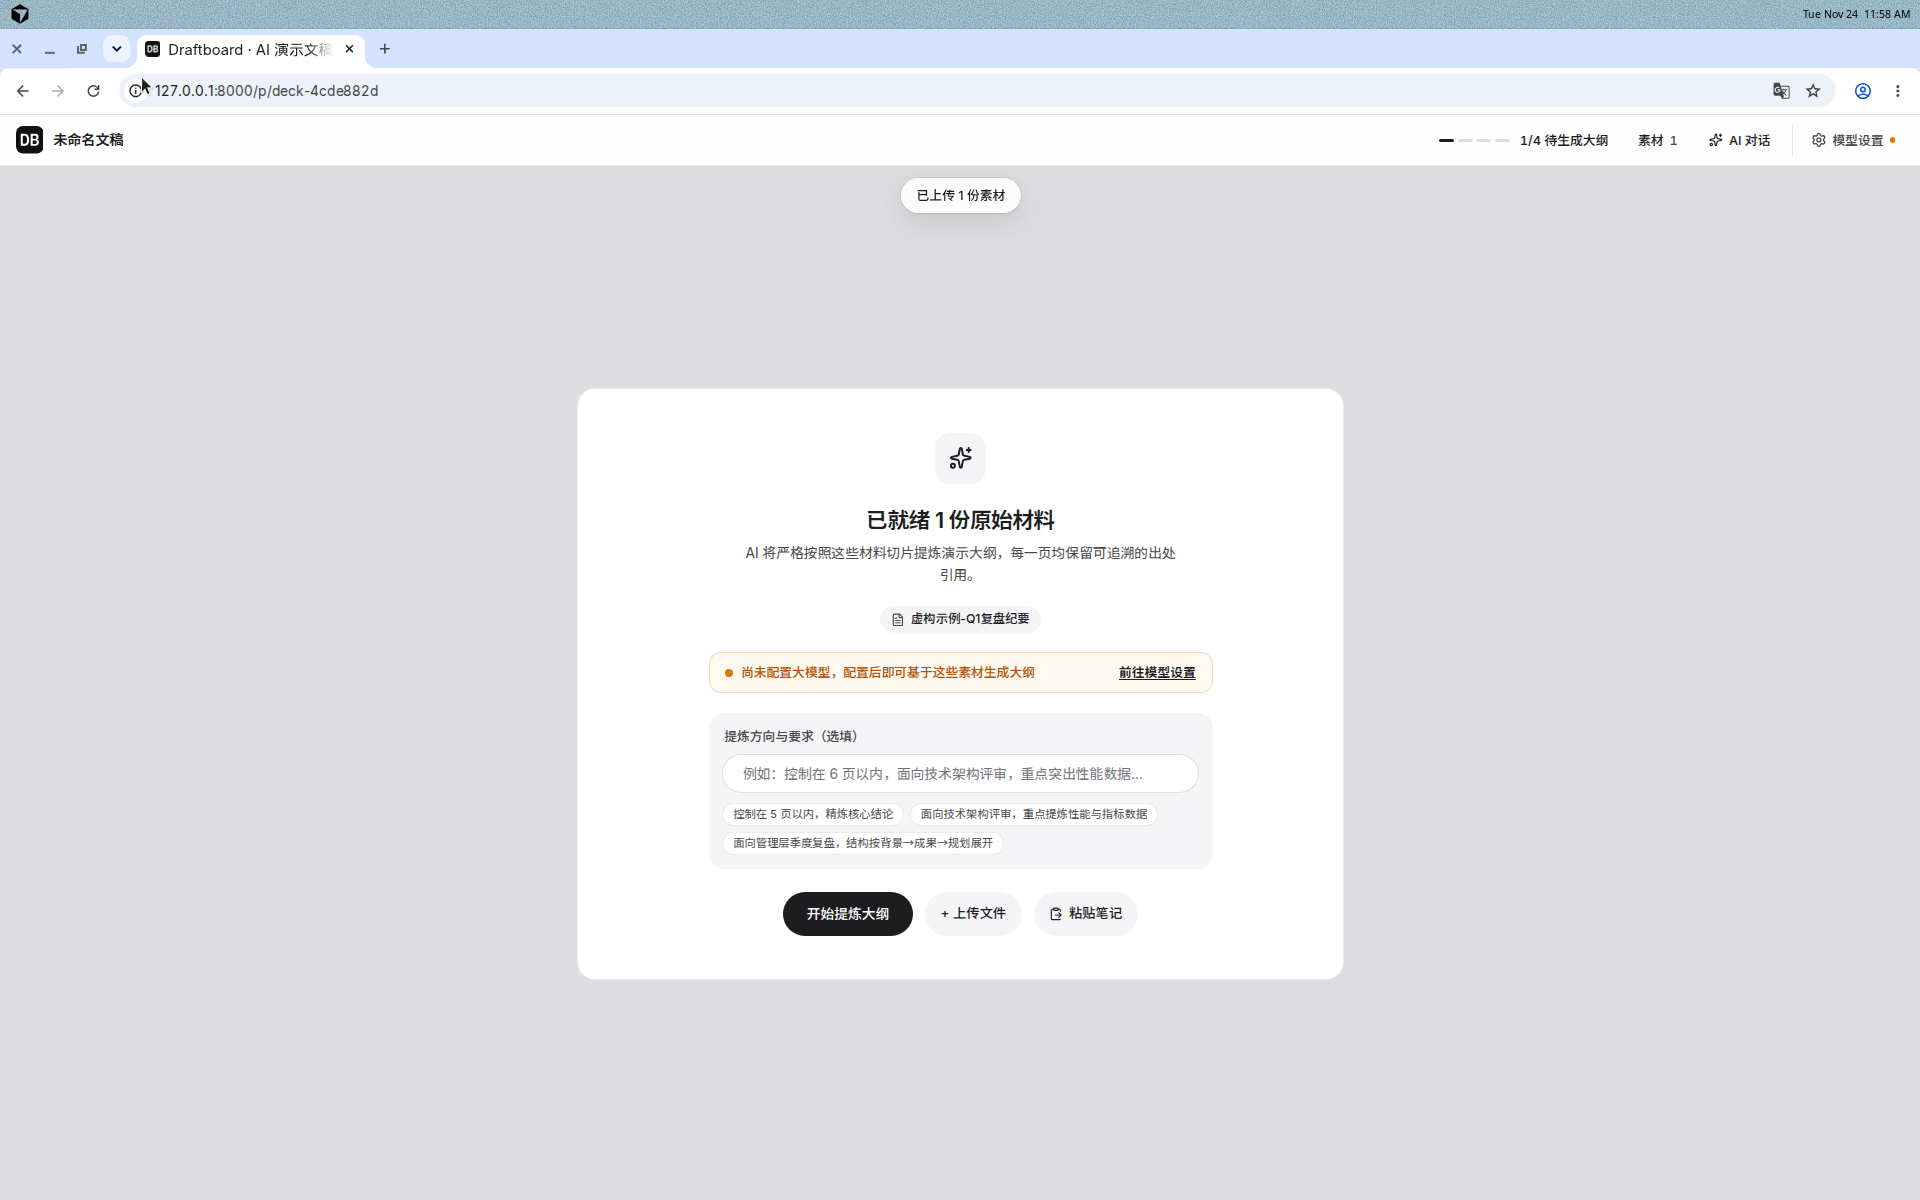 Tue Nov 24 11:58 AM
DB Draftboard · AI 演示文稿
127.0.0.1:8000/p/deck-4cde882d
DB 未命名文稿
1/4 待生成大纲 素材 1 AI 对话 模型设置
已上传 1 份素材
已就绪 1 份原始材料
AI 将严格按照这些材料切片提炼演示大纲，每一页均保留可追溯的出处
引用。
虚构示例-Q1复盘纪要
尚未配置大模型，配置后即可基于这些素材生成大纲 前往模型设置
提炼方向与要求（选填）
例如：控制在 6 页以内，面向技术架构评审，重点突出性能数据...
控制在 5 页以内，精炼核心结论 面向技术架构评审，重点提炼性能与指标数据
面向管理层季度复盘，结构按背景→成果→规划展开
开始提炼大纲 + 上传文件 粘贴笔记